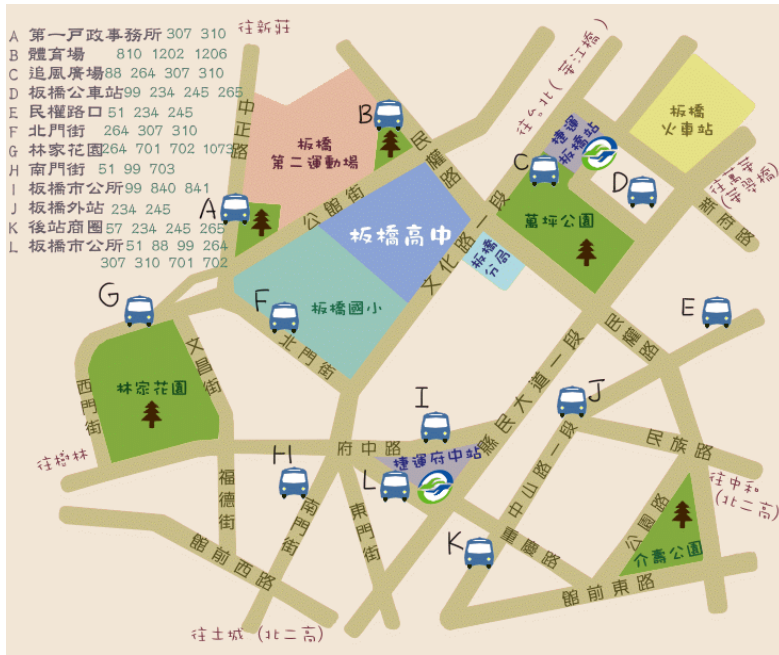 A 第一戶政事務所 307 310
B 體育場 810 1202 1206
C 追風廣場 88 264 307 310
D 板橋公車站 99 234 245 265
E 民權路口 51 234 245
F 北門街 264 307 310
G 林家花園 264 701 702 1073
H 南門街 51 99 703
I 板橋市公所 99 840 841
J 板橋外站 234 245
K 後站商圈 57 234 245 265
L 板橋市公所 51 88 99 264
307 310 701 702
往新莊
中正路
板橋
第二運動場
B
民權路
往台北(華江橋)
捷運
板橋站
板橋
火車站
C
D
往萬華
新府路
A
公館街
板橋高中
文化路一段
板橋
分局
萬坪公園
G
F
板橋國小
北門街
E
民權路
文昌街
西門街
林家花園
I
J
縣民大道一段
府中路
捷運府中站
民族路
往樹林
H
L
中山路一段
往中和
(北二高)
福德街
南門街
東門街
K
重慶路
公園路
介壽公園
館前西路
館前東路
往土城 (北二高)